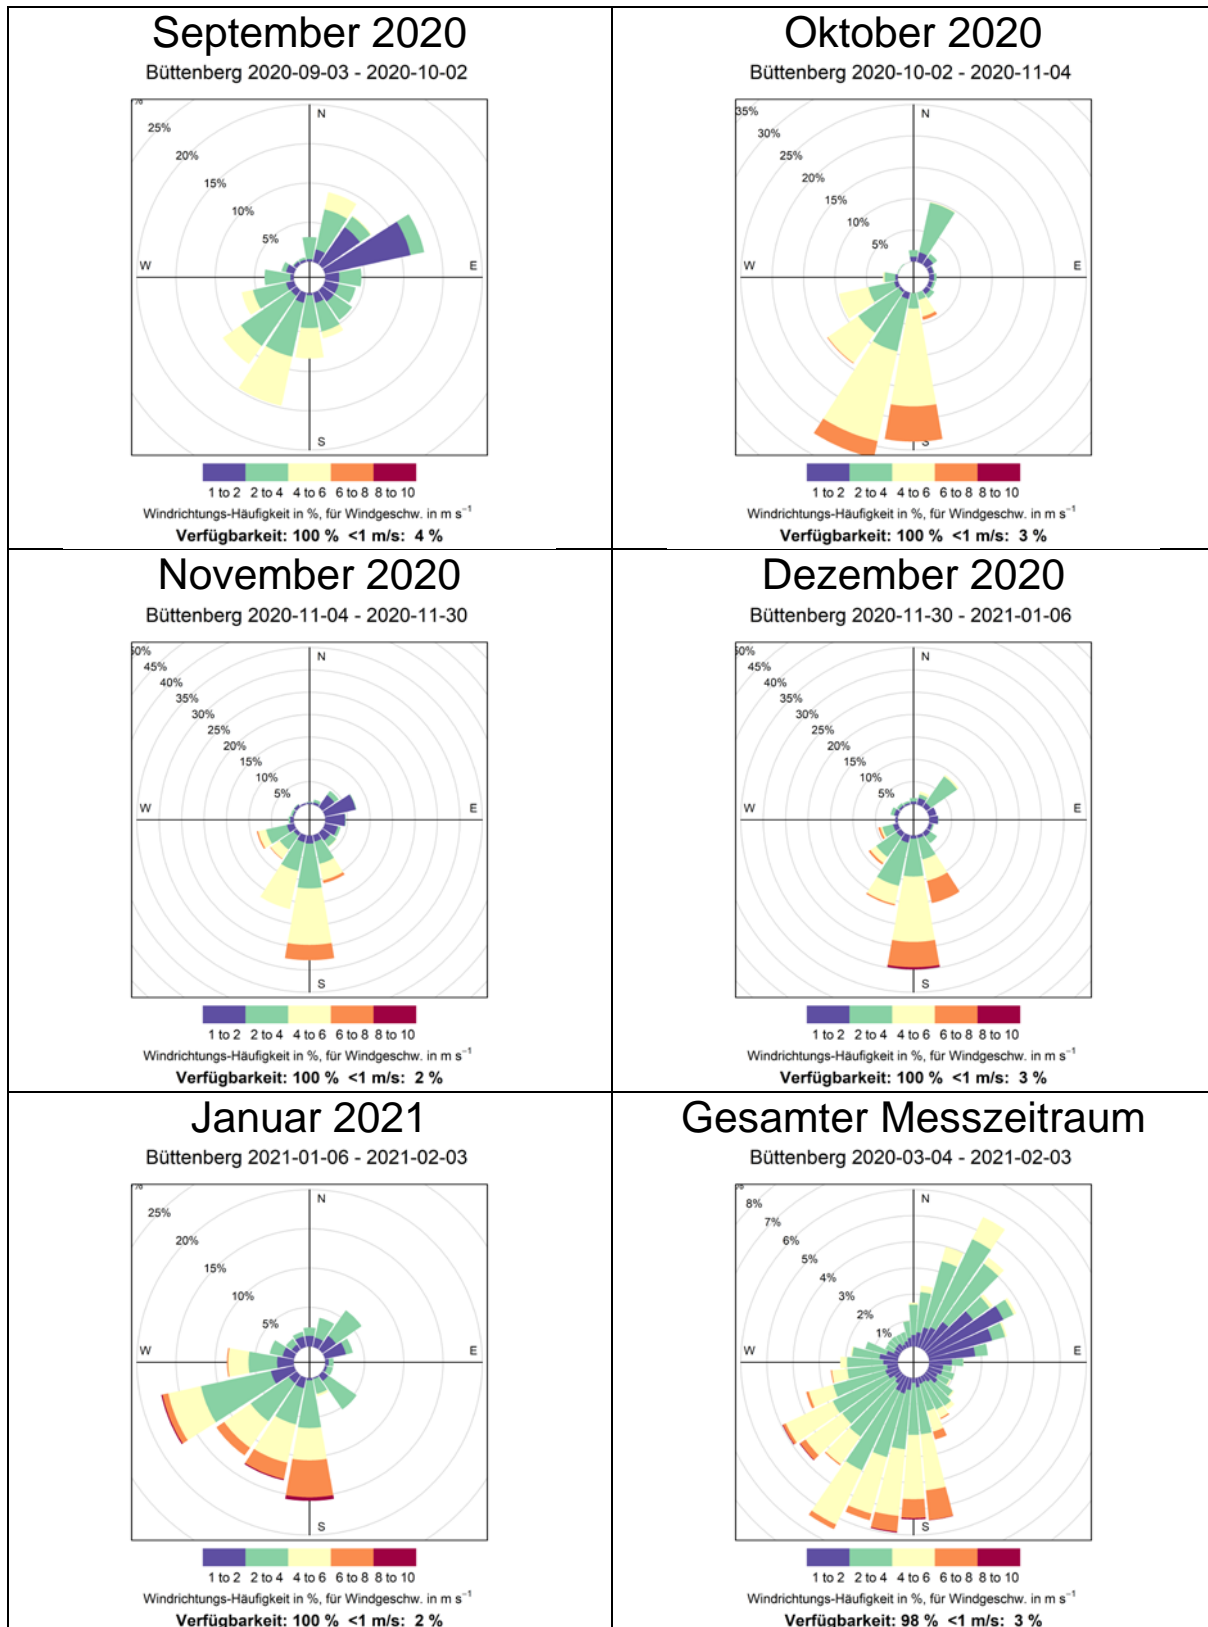 September 2020
Büttenberg 2020-09-03 - 2020-10-02
%
25%
20%
15%
10%
5%
N
W
E
S
1 to 2 2 to 4 4 to 6 6 to 8 8 to 10
Windrichtungs-Häufigkeit in %, für Windgeschw. in m s⁻¹
Verfügbarkeit: 100 % <1 m/s: 4 %
Oktober 2020
Büttenberg 2020-10-02 - 2020-11-04
35%
30%
25%
20%
15%
10%
5%
N
W
E
S
1 to 2 2 to 4 4 to 6 6 to 8 8 to 10
Windrichtungs-Häufigkeit in %, für Windgeschw. in m s⁻¹
Verfügbarkeit: 100 % <1 m/s: 3 %
November 2020
Büttenberg 2020-11-04 - 2020-11-30
50%
45%
40%
35%
30%
25%
20%
15%
10%
5%
N
W
E
S
1 to 2 2 to 4 4 to 6 6 to 8 8 to 10
Windrichtungs-Häufigkeit in %, für Windgeschw. in m s⁻¹
Verfügbarkeit: 100 % <1 m/s: 2 %
Dezember 2020
Büttenberg 2020-11-30 - 2021-01-06
50%
45%
40%
35%
30%
25%
20%
15%
10%
5%
N
W
E
S
1 to 2 2 to 4 4 to 6 6 to 8 8 to 10
Windrichtungs-Häufigkeit in %, für Windgeschw. in m s⁻¹
Verfügbarkeit: 100 % <1 m/s: 3 %
Januar 2021
Büttenberg 2021-01-06 - 2021-02-03
%
25%
20%
15%
10%
5%
N
W
E
S
1 to 2 2 to 4 4 to 6 6 to 8 8 to 10
Windrichtungs-Häufigkeit in %, für Windgeschw. in m s⁻¹
Verfügbarkeit: 100 % <1 m/s: 2 %
Gesamter Messzeitraum
Büttenberg 2020-03-04 - 2021-02-03
%
8%
7%
6%
5%
4%
3%
2%
1%
N
W
E
S
1 to 2 2 to 4 4 to 6 6 to 8 8 to 10
Windrichtungs-Häufigkeit in %, für Windgeschw. in m s⁻¹
Verfügbarkeit: 98 % <1 m/s: 3 %